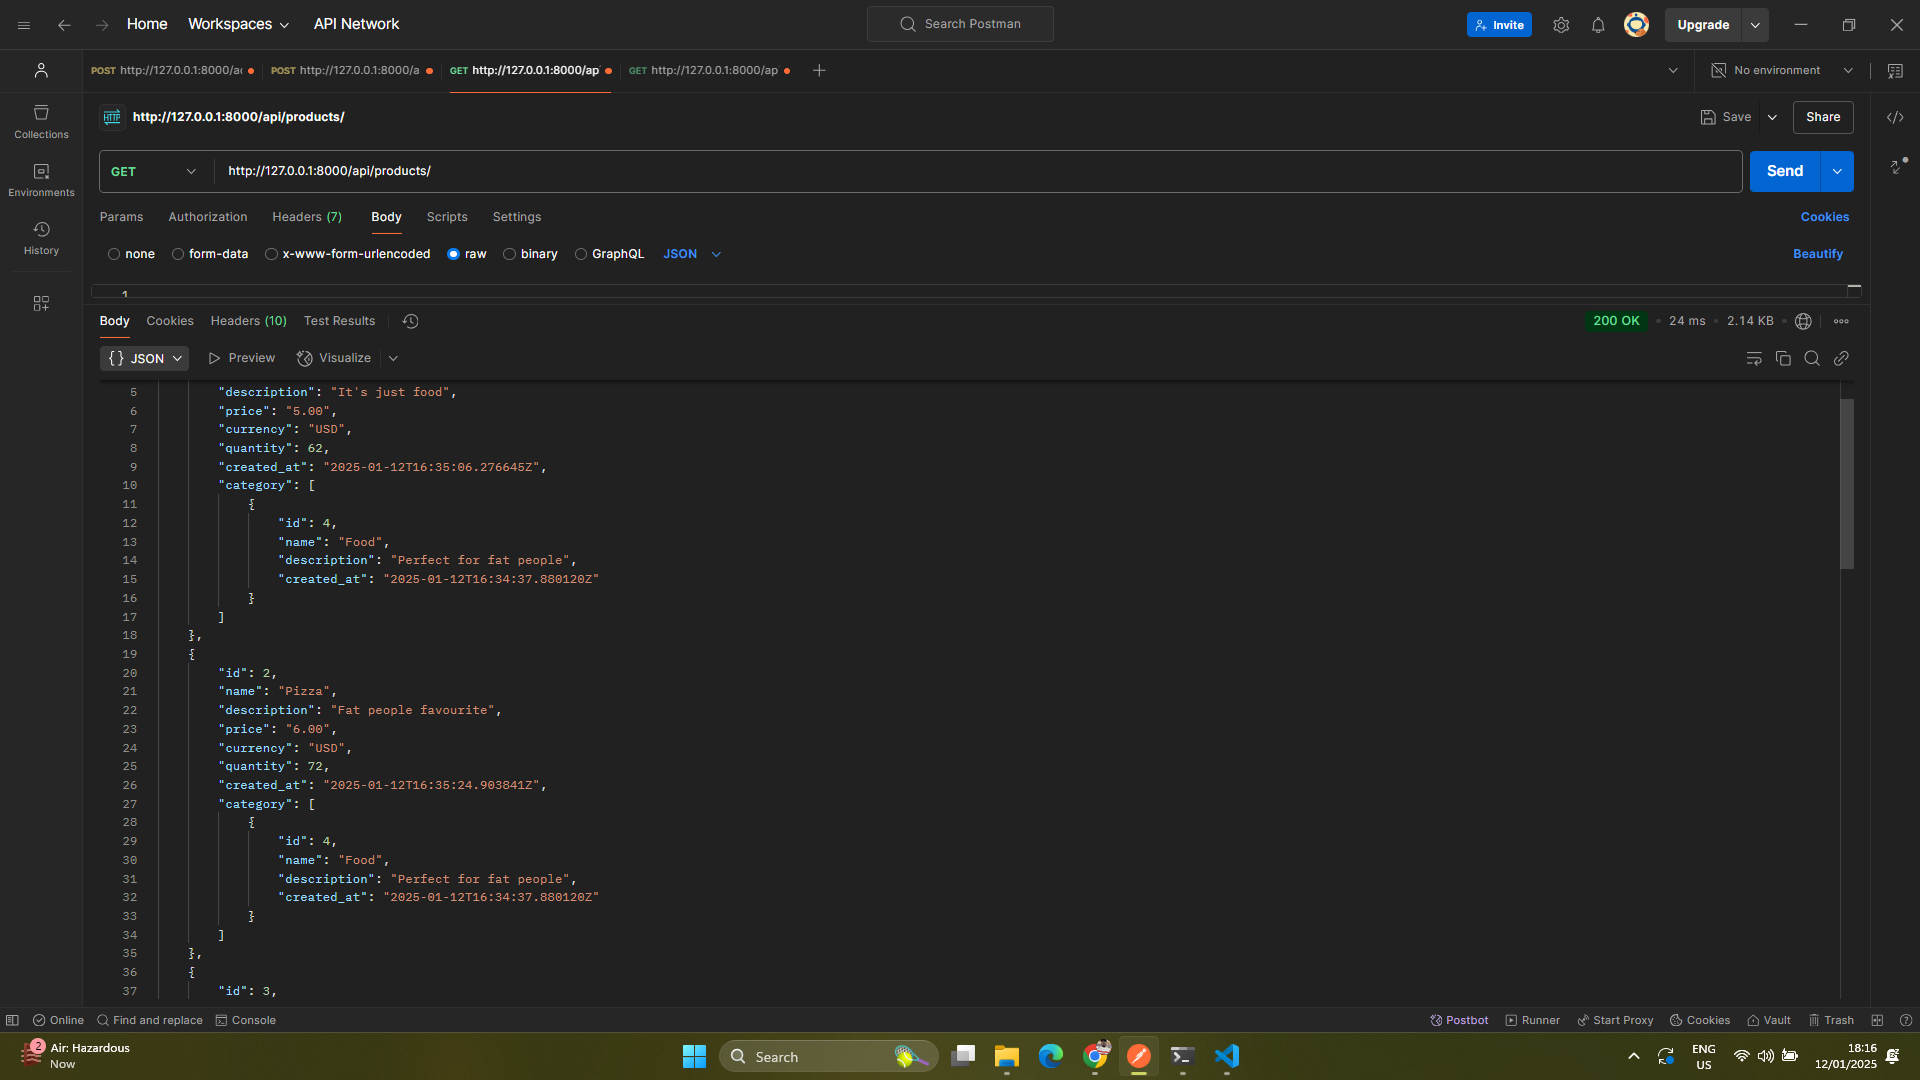 Home Workspaces API Network Search Postman Invite Upgrade
POST http://127.0.0.1:8000/a POST http://127.0.0.1:8000/a GET http://127.0.0.1:8000/ap GET http://127.0.0.1:8000/ap No environment
HTTP http://127.0.0.1:8000/api/products/ Save Share
Collections
GET http://127.0.0.1:8000/api/products/ Send
Environments
Params Authorization Headers (7) Body Scripts Settings Cookies
History
none form-data x-www-form-urlencoded raw binary GraphQL JSON Beautify
1
Body Cookies Headers (10) Test Results 200 OK 24 ms 2.14 KB
{} JSON Preview Visualize
5 "description": "It's just food",
6 "price": "5.00",
7 "currency": "USD",
8 "quantity": 62,
9 "created_at": "2025-01-12T16:35:06.276645Z",
10 "category": [
11 {
12 "id": 4,
13 "name": "Food",
14 "description": "Perfect for fat people",
15 "created_at": "2025-01-12T16:34:37.880120Z"
16 }
17 ]
18 },
19 {
20 "id": 2,
21 "name": "Pizza",
22 "description": "Fat people favourite",
23 "price": "6.00",
24 "currency": "USD",
25 "quantity": 72,
26 "created_at": "2025-01-12T16:35:24.903841Z",
27 "category": [
28 {
29 "id": 4,
30 "name": "Food",
31 "description": "Perfect for fat people",
32 "created_at": "2025-01-12T16:34:37.880120Z"
33 }
34 ]
35 },
36 {
37 "id": 3,
Online Find and replace Console Postbot Runner Start Proxy Cookies Vault Trash
2 Air: Hazardous
Now
Search
ENG
US
18:16
12/01/2025